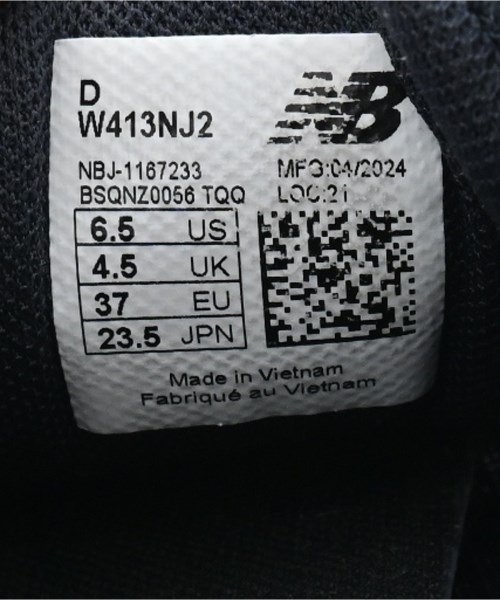 D
W413NJ2
NB
NBJ-1167233
MFG:04/2024
BSQNZ0056 TQQ
LOC:21
6.5 US
4.5 UK
37 EU
23.5 JPN
Made in Vietnam
Fabriqué au Vietnam